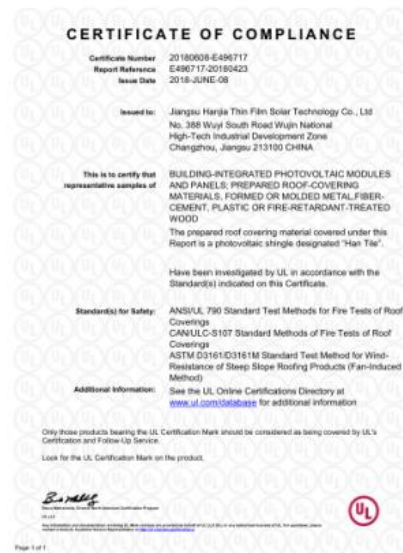 CERTIFICATE OF COMPLIANCE
Certificate Number 20180608-E496717
Report Reference E496717-20180423
Issue Date 2018-JUNE-08
Issued to: Jiangsu Hanjia Thin Film Solar Technology Co., Ltd
No. 388 Wuyi South Road Wujin National
High-Tech Industrial Development Zone
Changzhou, Jiangsu 213100 CHINA
This is to certify that BUILDING-INTEGRATED PHOTOVOLTAIC MODULES
representative samples of AND PANELS; PREPARED ROOF-COVERING
MATERIALS, FORMED OR MOLDED METAL,FIBER-
CEMENT, PLASTIC OR FIRE-RETARDANT-TREATED
WOOD
The prepared roof covering material covered under this
Report is a photovoltaic shingle designated “Han Tile”.
Have been investigated by UL in accordance with the
Standard(s) indicated on this Certificate.
Standard(s) for Safety: ANSI/UL 790 Standard Test Methods for Fire Tests of Roof
Coverings
CAN/ULC-S107 Standard Methods of Fire Tests of Roof
Coverings
ASTM D3161/D3161M Standard Test Method for Wind-
Resistance of Steep Slope Roofing Products (Fan-Induced
Method)
Additional Information: See the UL Online Certifications Directory at
www.ul.com/database for additional information
Only those products bearing the UL Certification Mark should be considered as being covered by UL's
Certification and Follow-Up Service.
Look for the UL Certification Mark on the product.
UL
Page 1 of 1